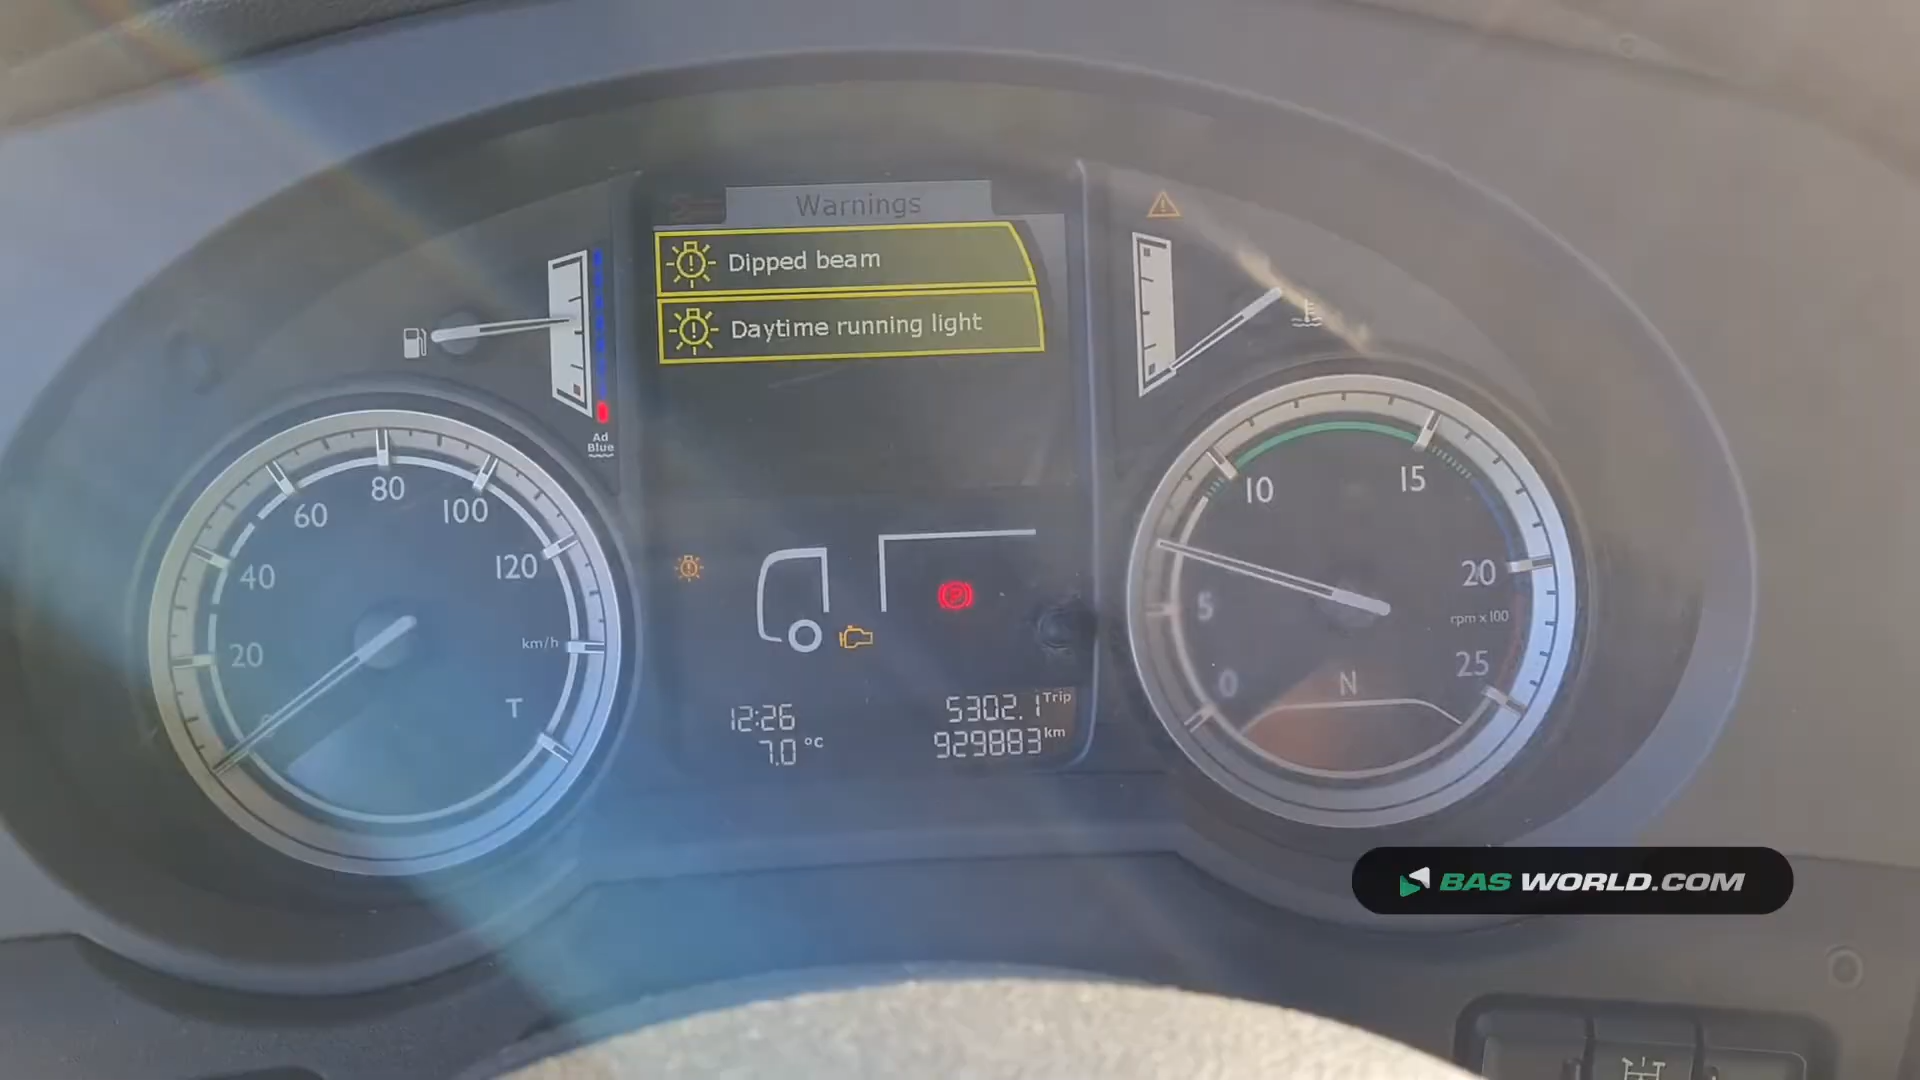 Warnings
Dipped beam
Daytime running light
Ad
Blue
0
20
40
60
80
100
120
km/h
T
12:26
7.0 °C
5302.1 Trip
929883 km
0
5
10
15
20
25
rpm x 100
N
BAS WORLD.COM